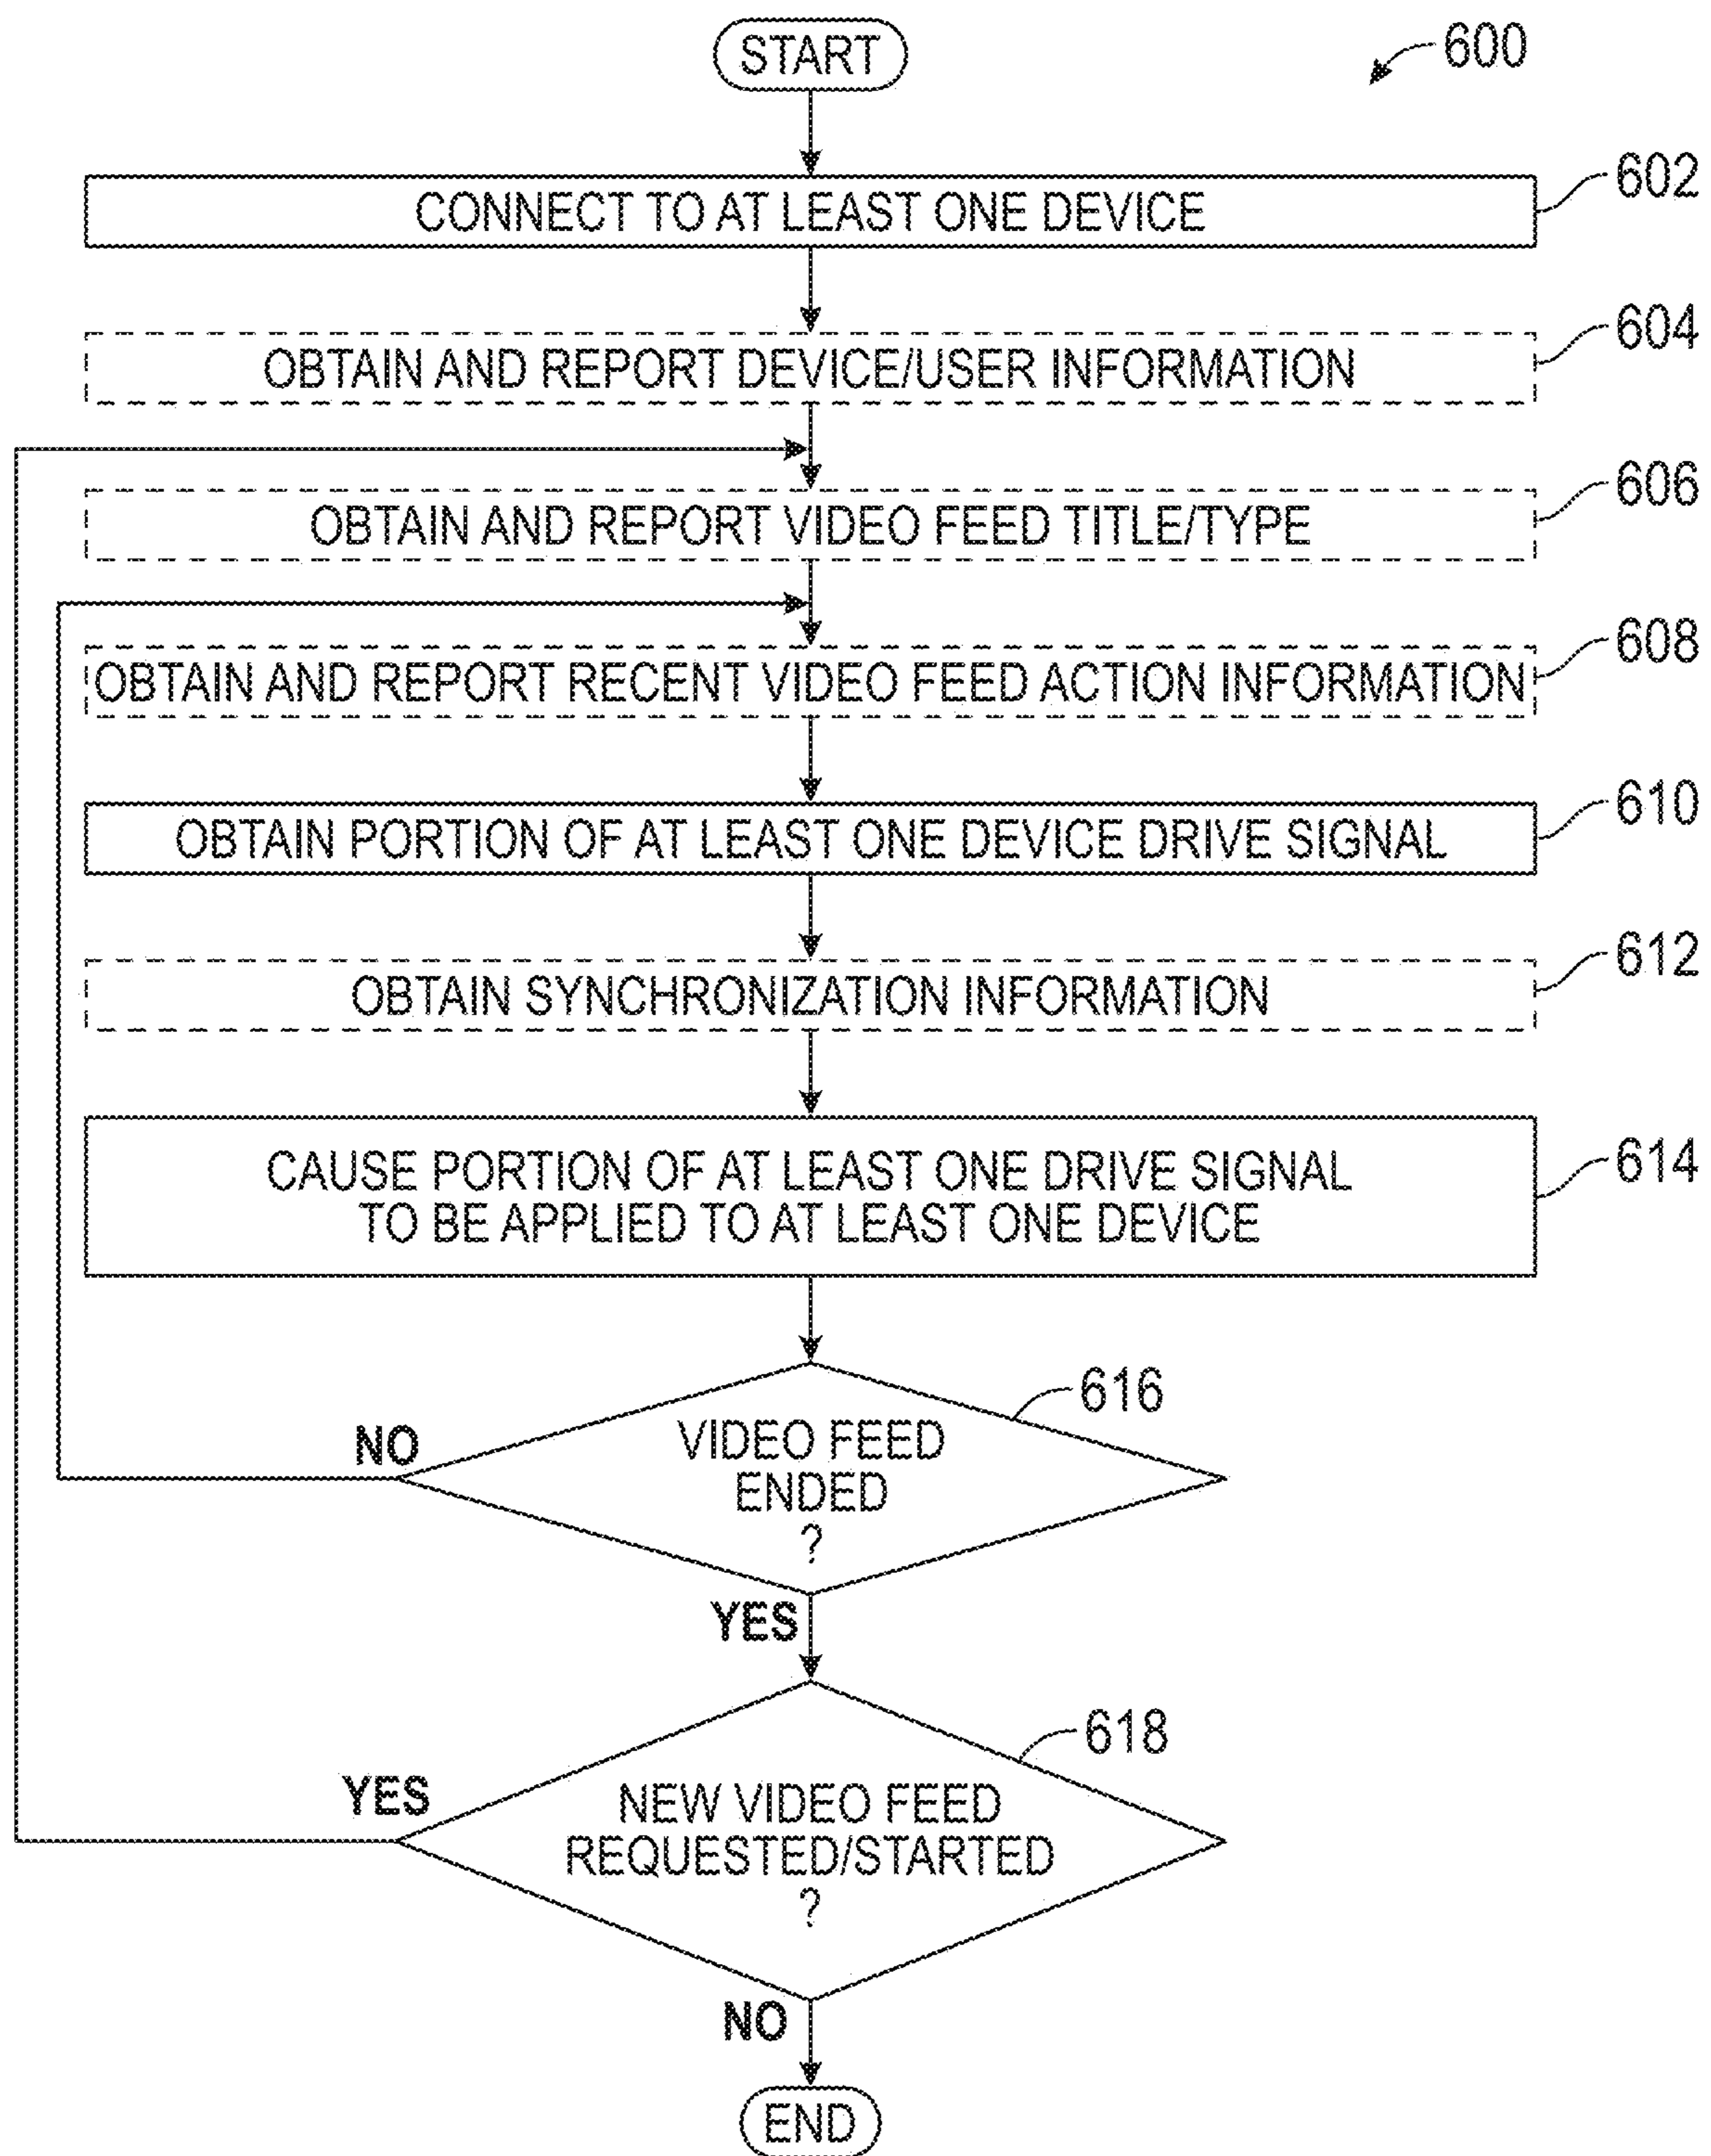 START
600
CONNECT TO AT LEAST ONE DEVICE
602
OBTAIN AND REPORT DEVICE/USER INFORMATION
604
OBTAIN AND REPORT VIDEO FEED TITLE/TYPE
606
OBTAIN AND REPORT RECENT VIDEO FEED ACTION INFORMATION
608
OBTAIN PORTION OF AT LEAST ONE DEVICE DRIVE SIGNAL
610
OBTAIN SYNCHRONIZATION INFORMATION
612
CAUSE PORTION OF AT LEAST ONE DRIVE SIGNAL
TO BE APPLIED TO AT LEAST ONE DEVICE
614
616
NO
VIDEO FEED
ENDED
?
YES
618
YES
NEW VIDEO FEED
REQUESTED/STARTED
?
NO
END